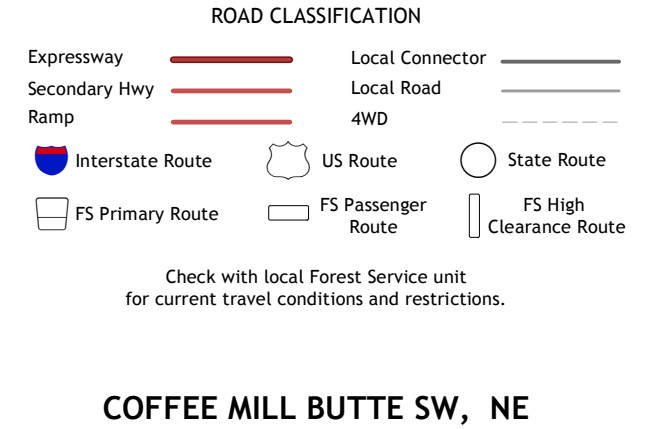 ROAD CLASSIFICATION
Expressway
Local Connector
Secondary Hwy
Local Road
Ramp
4WD
Interstate Route
US Route
State Route
FS Primary Route
FS Passenger
Route
FS High
Clearance Route
Check with local Forest Service unit
for current travel conditions and restrictions.
COFFEE MILL BUTTE SW, NE